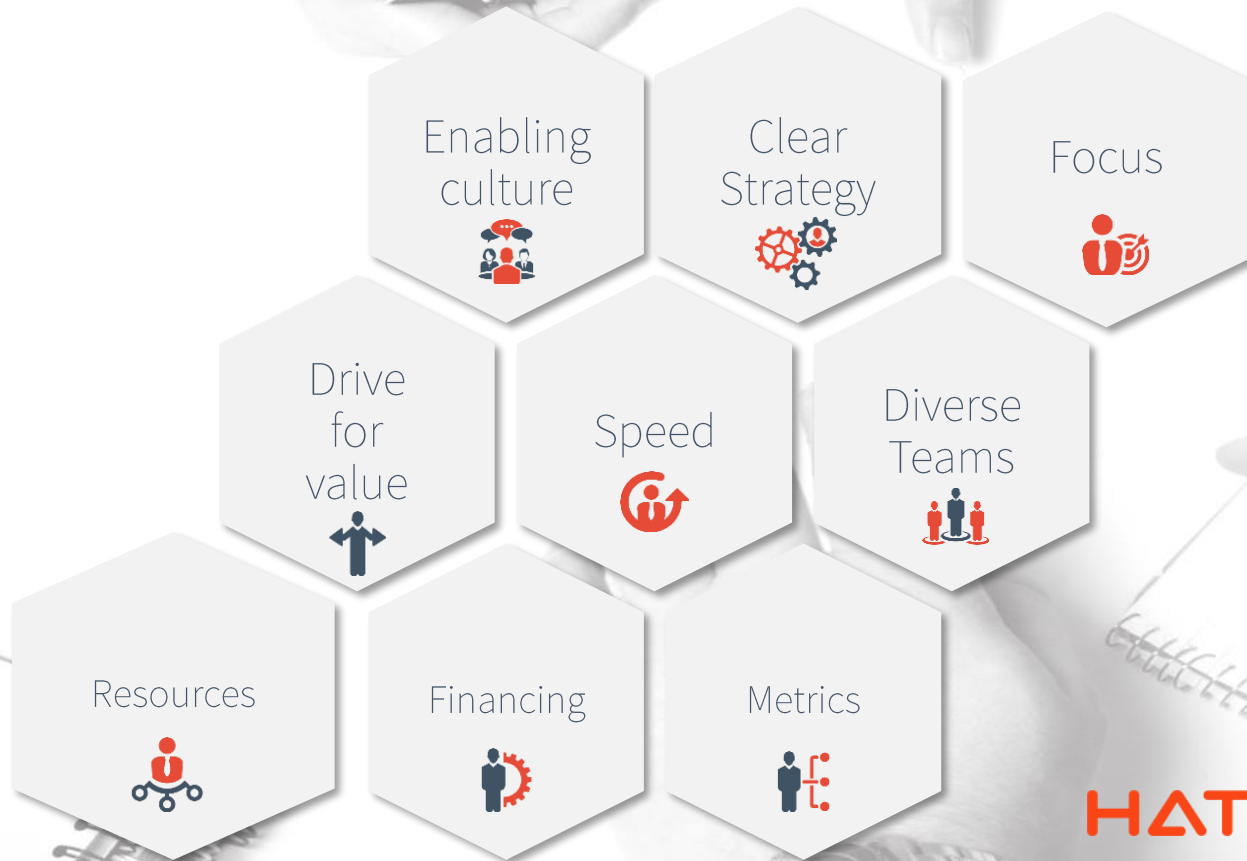 Enabling
culture
Clear
Strategy
Focus
Drive
for
value
Speed
Diverse
Teams
Resources
Financing
Metrics
HAT